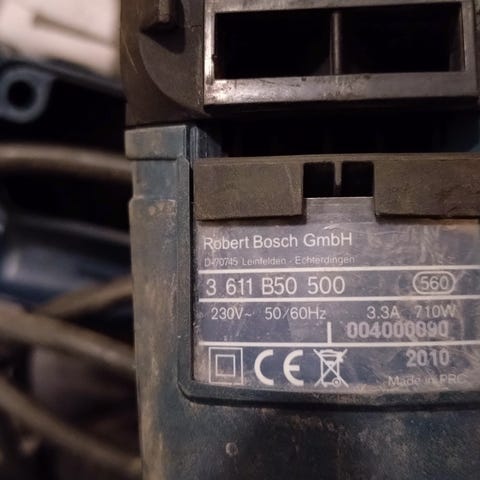 Robert Bosch GmbH
D-70745 Leinfelden - Echterdingen
3 611 B50 500 560
230V~ 50/60Hz 3.3A 710W
004000090
2010
CE
Made in PRC